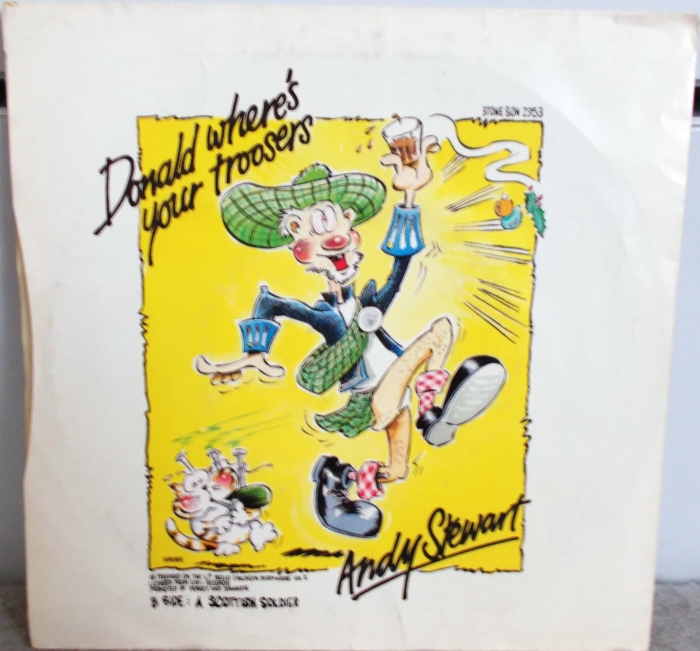 Donald where's
your troosers
STONE SON 2353
Andy Stewart
B SIDE: A SCOTTISH SOLDIER